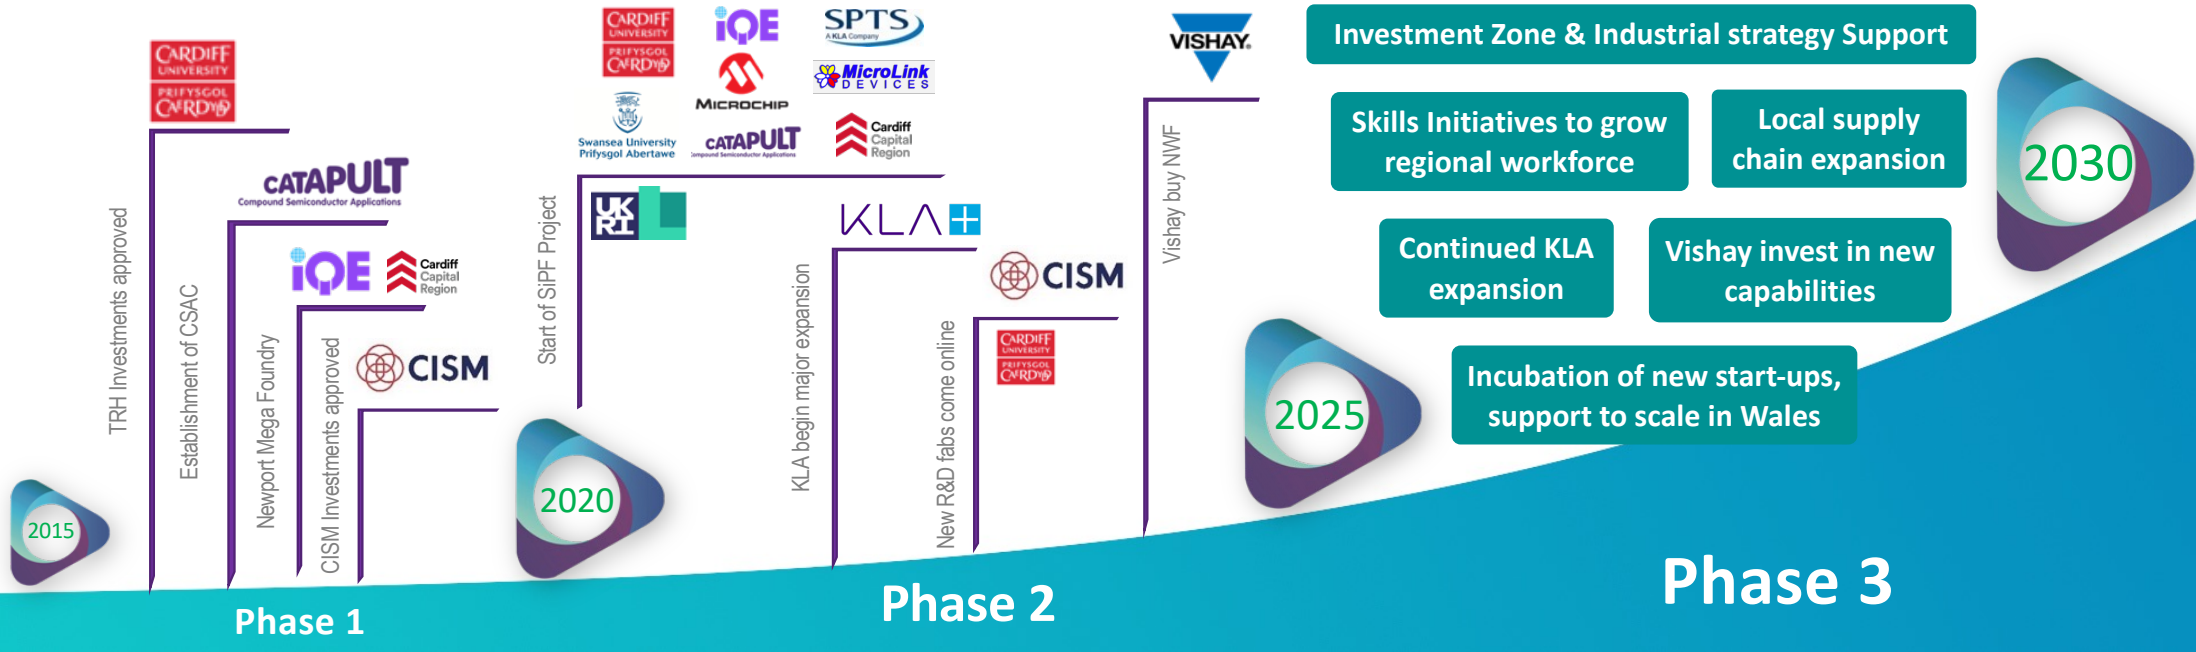 2015
TRH Investments approved
CARDIFF
UNIVERSITY
PRIFYSGOL
CAERDYDD
Establishment of CSAC
CATAPULT
Compound Semiconductor Applications
Newport Mega Foundry
iQE
Cardiff
Capital
Region
CISM Investments approved
CISM
Phase 1
2020
Start of SiPF Project
CARDIFF
UNIVERSITY
PRIFYSGOL
CAERDYDD
iQE
SPTS
A KLA Company
MICROCHIP
MicroLink
DEVICES
Swansea University
Prifysgol Abertawe
CATAPULT
Compound Semiconductor Applications
Cardiff
Capital
Region
UK
RI
KLA begin major expansion
KLA+
New R&D fabs come online
CISM
CARDIFF
UNIVERSITY
PRIFYSGOL
CAERDYDD
Vishay buy NWF
VISHAY.
Phase 2
2025
Investment Zone & Industrial strategy Support
Skills Initiatives to grow
regional workforce
Local supply
chain expansion
Continued KLA
expansion
Vishay invest in new
capabilities
Incubation of new start-ups,
support to scale in Wales
2030
Phase 3